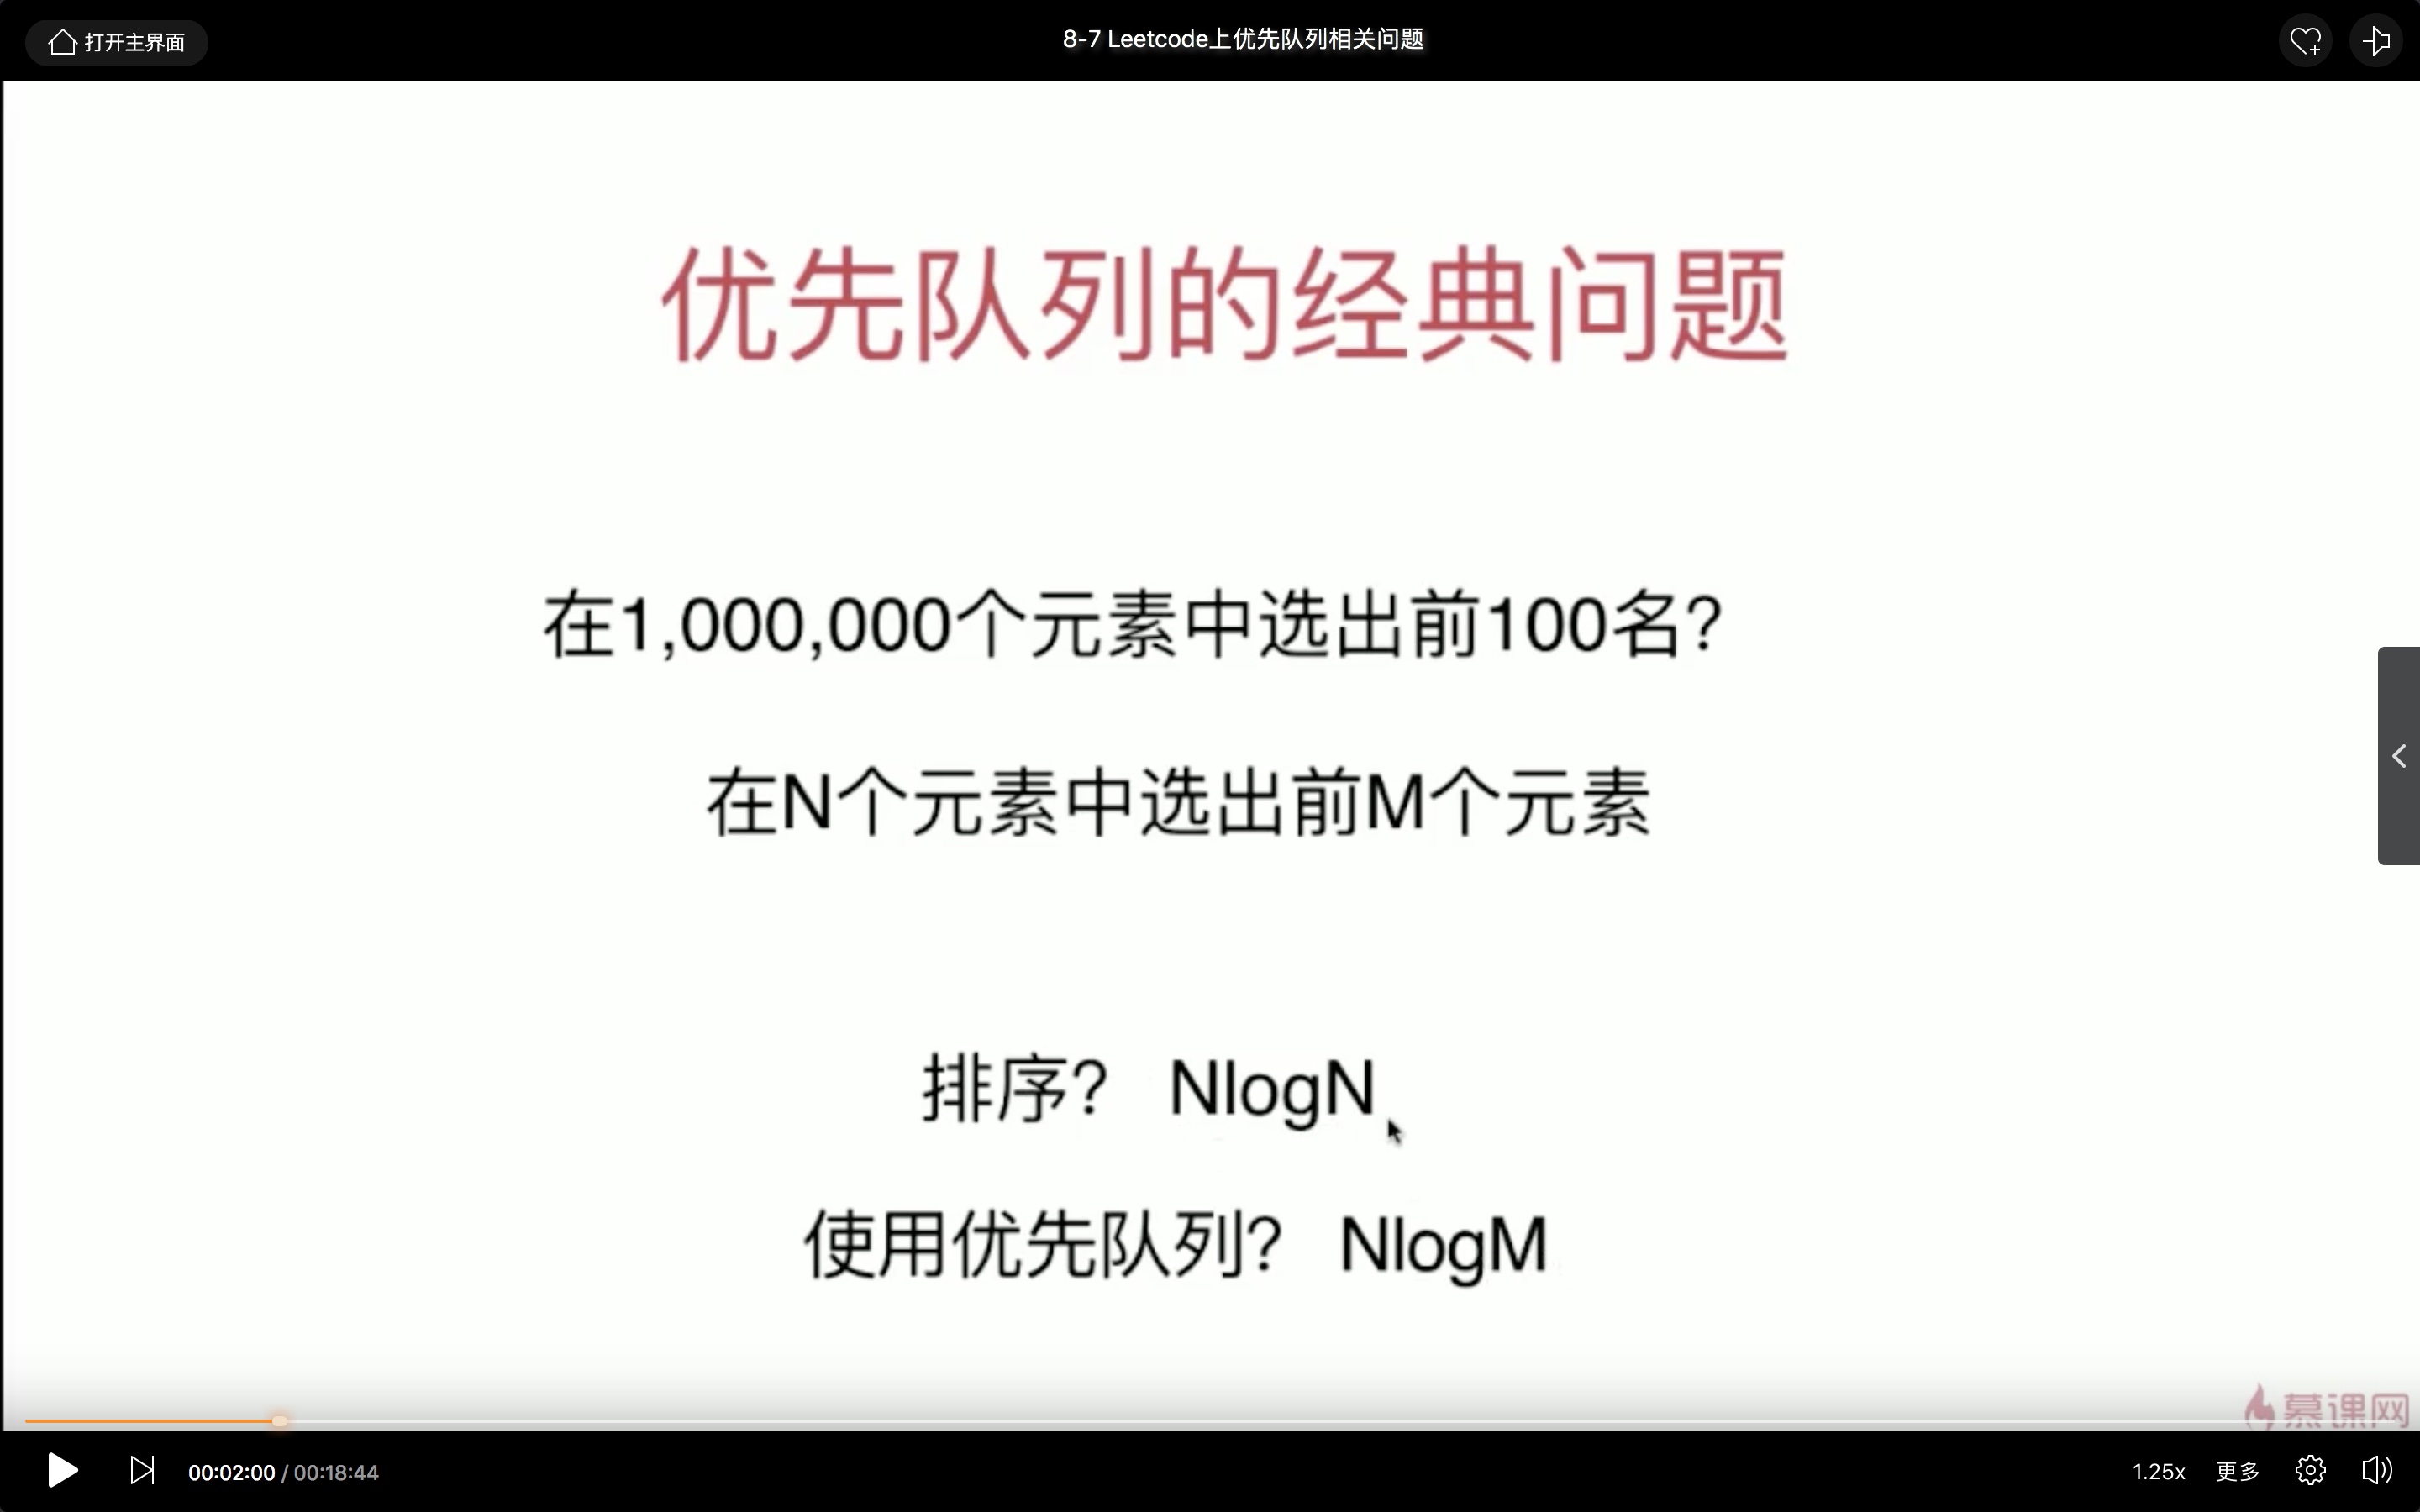 打开主界面
8-7 Leetcode上优先队列相关问题
优先队列的经典问题
在1,000,000个元素中选出前100名?
在N个元素中选出前M个元素
排序? NlogN
使用优先队列? NlogM
慕课网
00:02:00 / 00:18:44
1.25x
更多